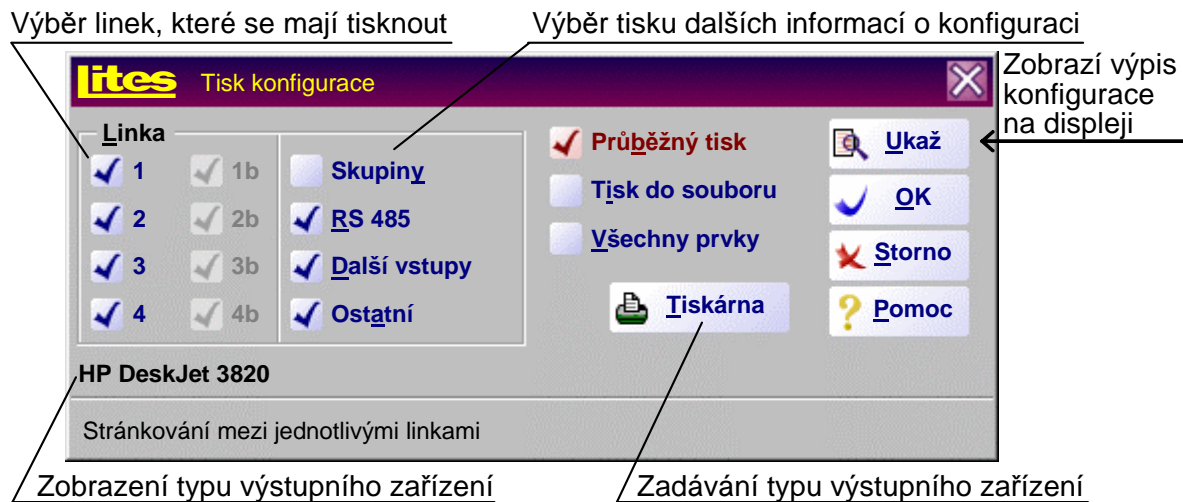 Výběr linek, které se mají tisknout
Výběr tisku dalších informací o konfiguraci
Zobrazí výpis
konfigurace
na displeji
lites Tisk konfigurace
Linka
1 1b Skupiny
2 2b RS 485
3 3b Další vstupy
4 4b Ostatní
Průběžný tisk
Tisk do souboru
Všechny prvky
Tiskárna
Ukaž
OK
Storno
Pomoc
HP DeskJet 3820
Stránkování mezi jednotlivými linkami
Zobrazení typu výstupního zařízení
Zadávání typu výstupního zařízení